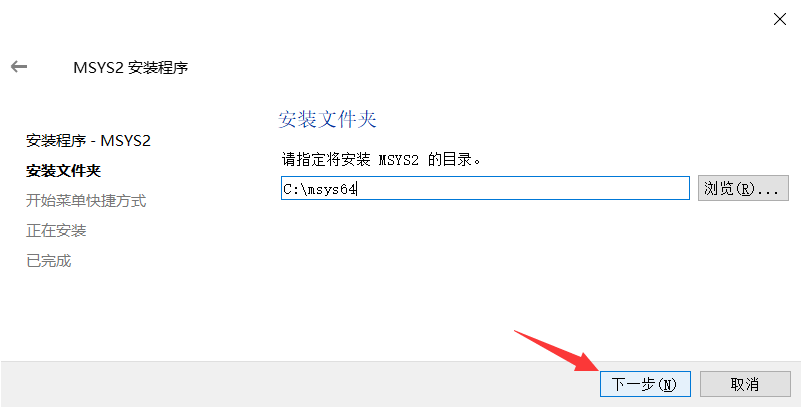 MSYS2 安装程序
安装程序 - MSYS2
安装文件夹
开始菜单快捷方式
正在安装
已完成
安装文件夹
请指定将安装 MSYS2 的目录。
C:\msys64
浏览(R)...
下一步(N)
取消